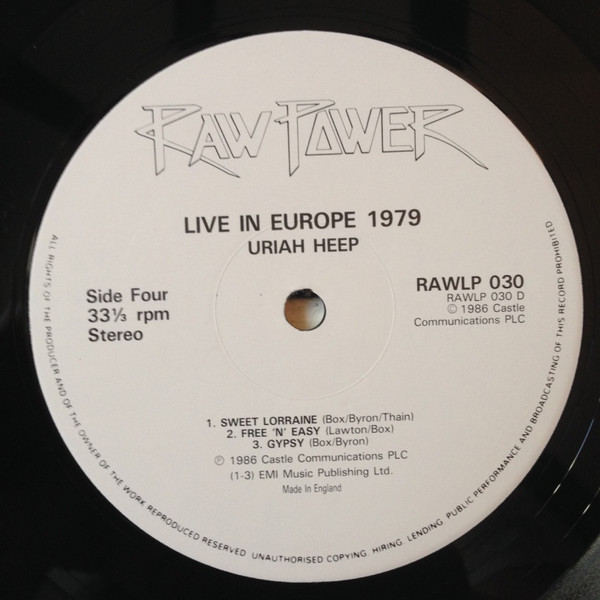 RAW POWER
LIVE IN EUROPE 1979
URIAH HEEP
Side Four
33⅓ rpm
Stereo
RAWLP 030
RAWLP 030 D
© 1986 Castle
Communications PLC
1. SWEET LORRAINE (Box/Byron/Thain)
2. FREE 'N' EASY (Lawton/Box)
3. GYPSY (Box/Byron)
℗ 1986 Castle Communications PLC
(1-3) EMI Music Publishing Ltd.
Made In England
ALL RIGHTS OF THE PRODUCER AND OF THE OWNER OF THE WORK REPRODUCED RESERVED UNAUTHORISED COPYING HIRING LENDING PUBLIC PERFORMANCE AND BROADCASTING OF THIS RECORD PROHIBITED